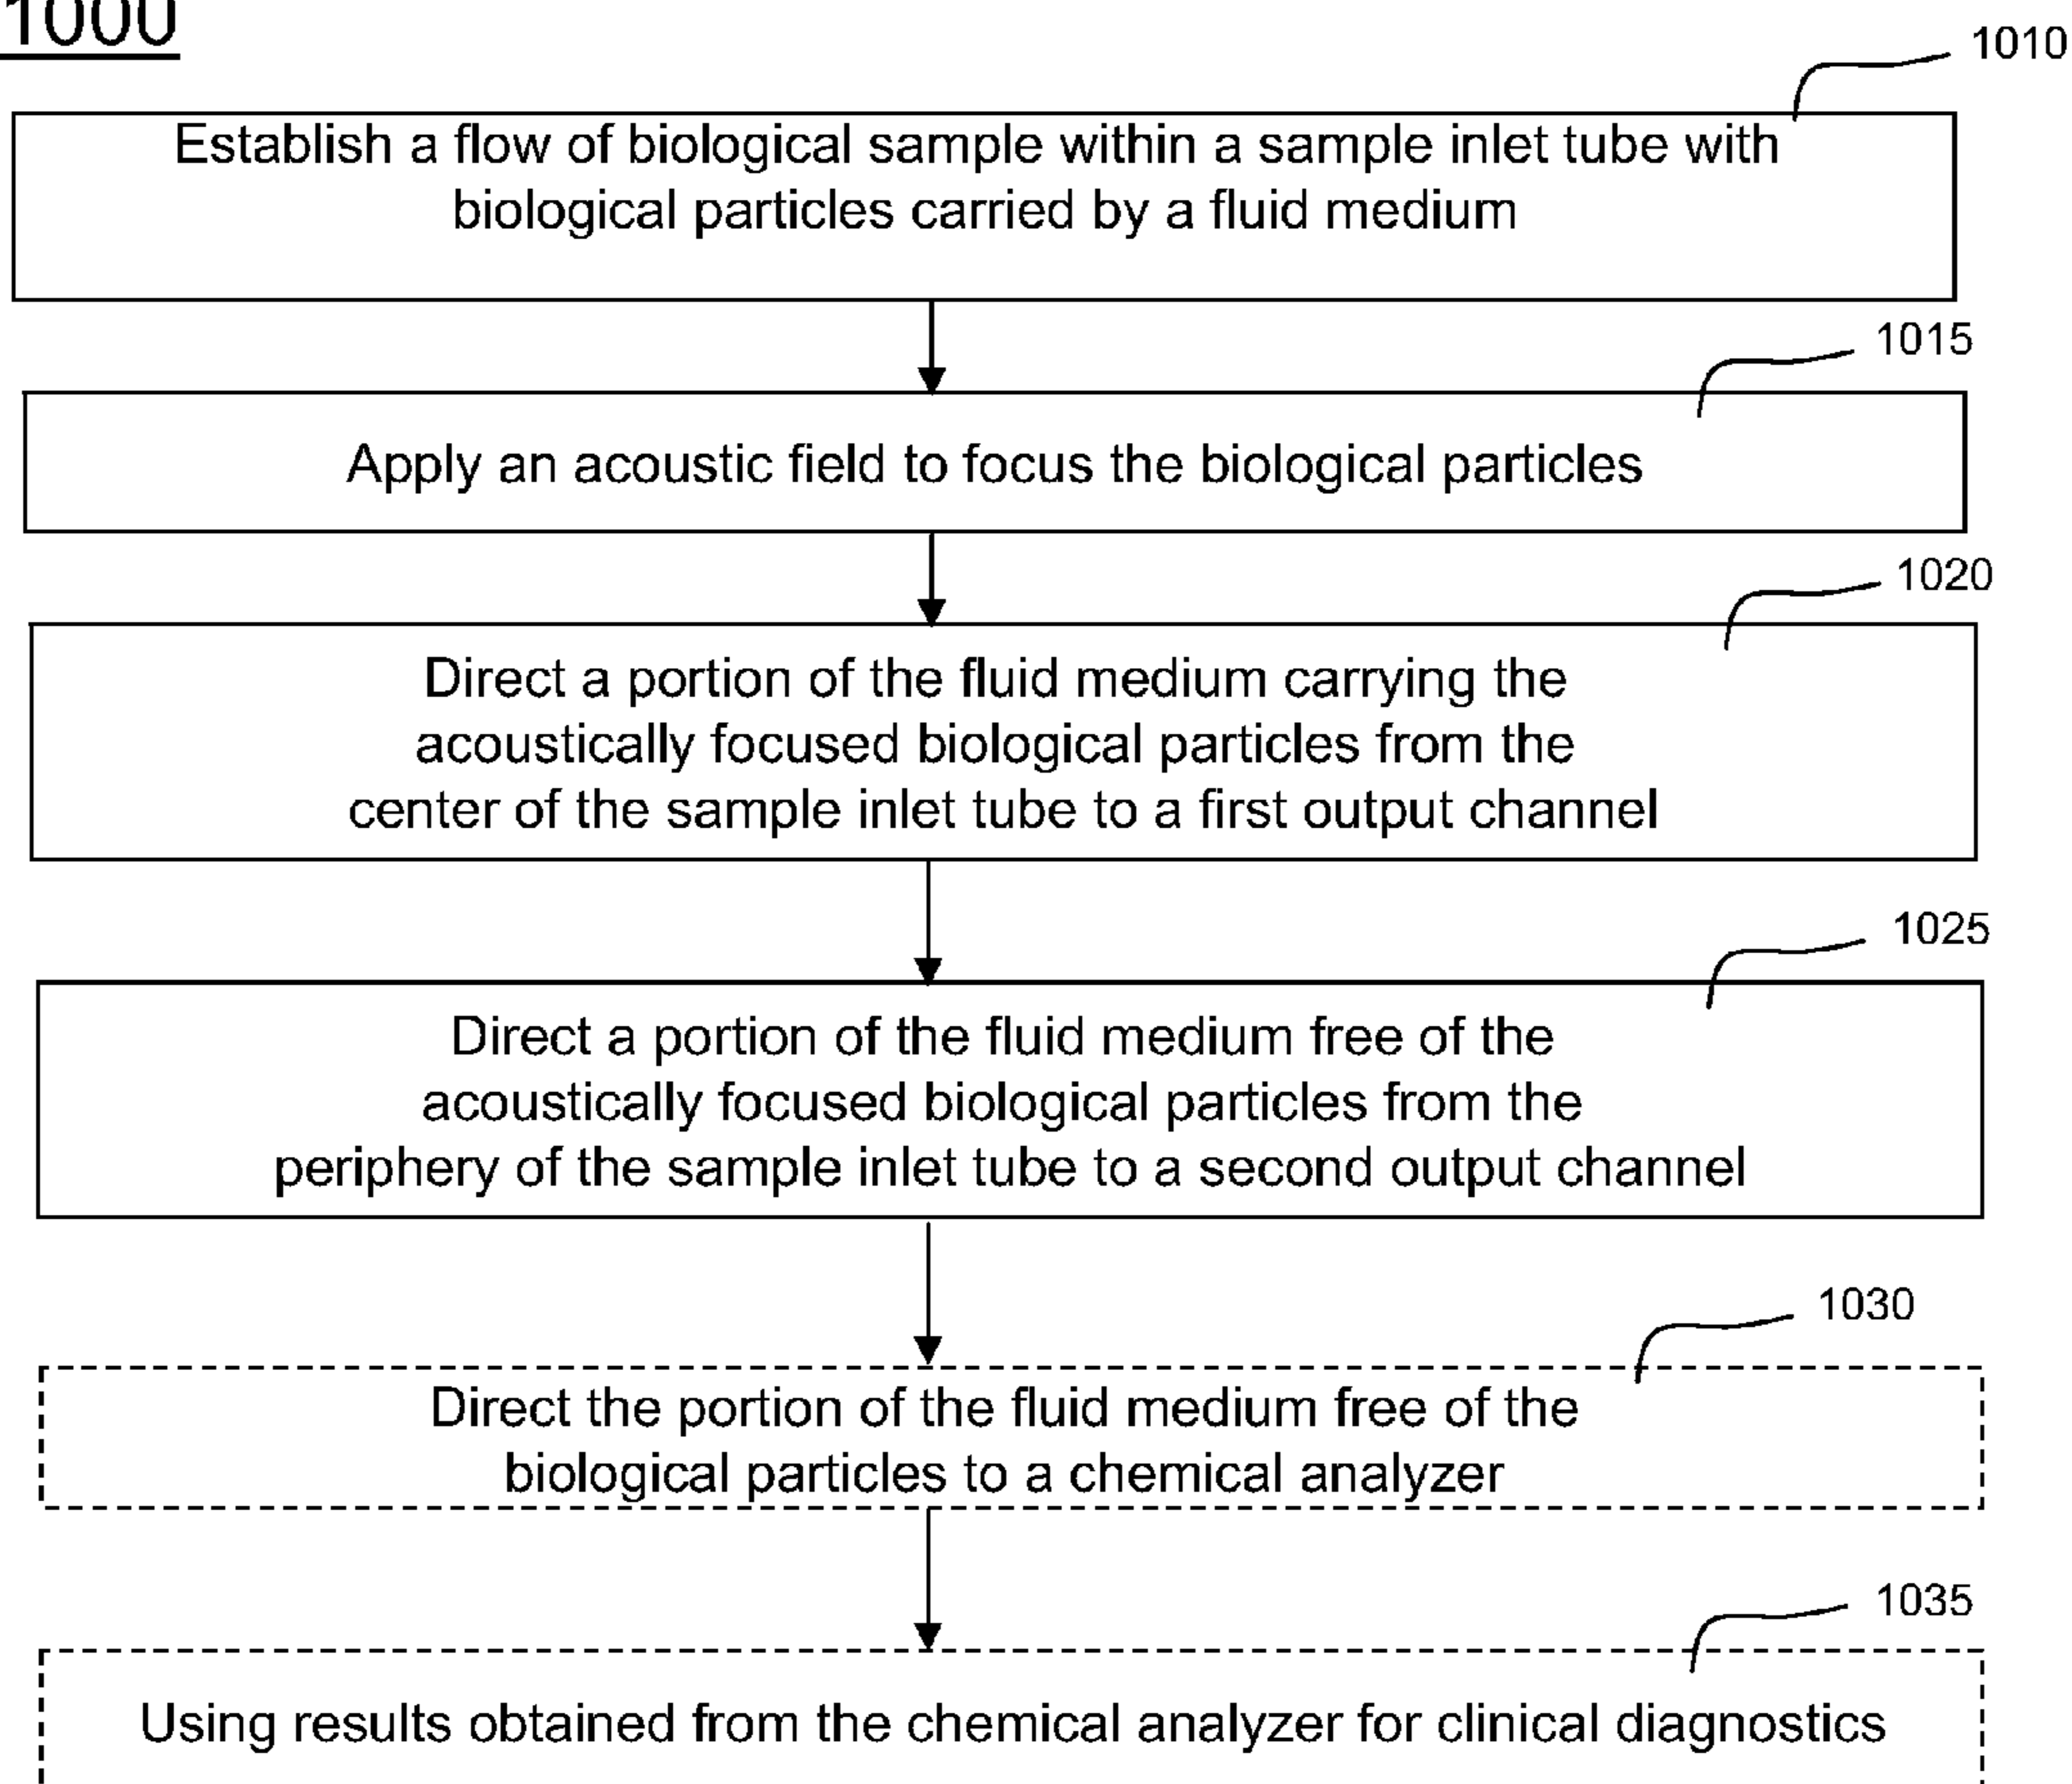 1000
1010
Establish a flow of biological sample within a sample inlet tube with
biological particles carried by a fluid medium
1015
Apply an acoustic field to focus the biological particles
1020
Direct a portion of the fluid medium carrying the
acoustically focused biological particles from the
center of the sample inlet tube to a first output channel
1025
Direct a portion of the fluid medium free of the
acoustically focused biological particles from the
periphery of the sample inlet tube to a second output channel
1030
Direct the portion of the fluid medium free of the
biological particles to a chemical analyzer
1035
Using results obtained from the chemical analyzer for clinical diagnostics